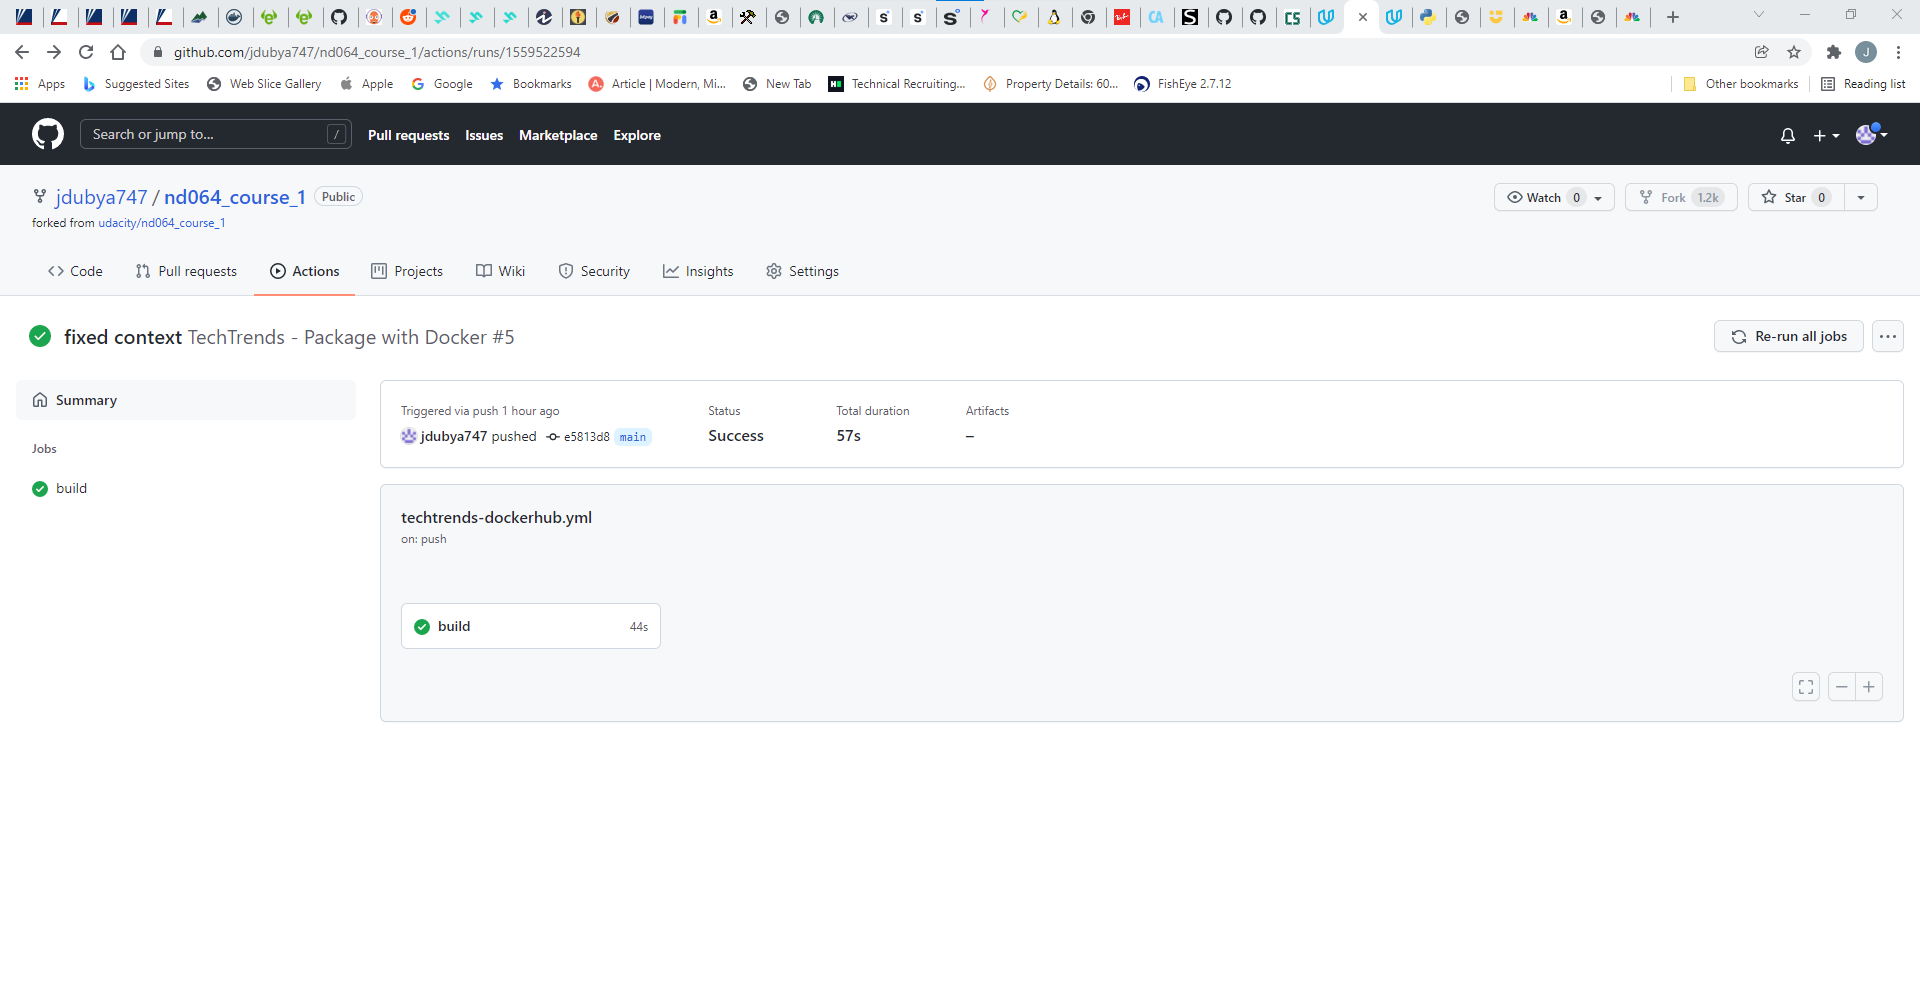 github.com/jdubya747/nd064_course_1/actions/runs/1559522594
J
Apps Suggested Sites Web Slice Gallery Apple Google Bookmarks Article | Modern, Mi... New Tab Technical Recruiting... Property Details: 60... FishEye 2.7.12 Other bookmarks Reading list
Search or jump to... / Pull requests Issues Marketplace Explore
jdubya747 / nd064_course_1 Public Watch 0 Fork 1.2k Star 0
forked from udacity/nd064_course_1
Code Pull requests Actions Projects Wiki Security Insights Settings
fixed context TechTrends - Package with Docker #5 Re-run all jobs
Summary
Jobs
build
Triggered via push 1 hour ago Status Total duration Artifacts
jdubya747 pushed e5813d8 main Success 57s –
techtrends-dockerhub.yml
on: push
build 44s